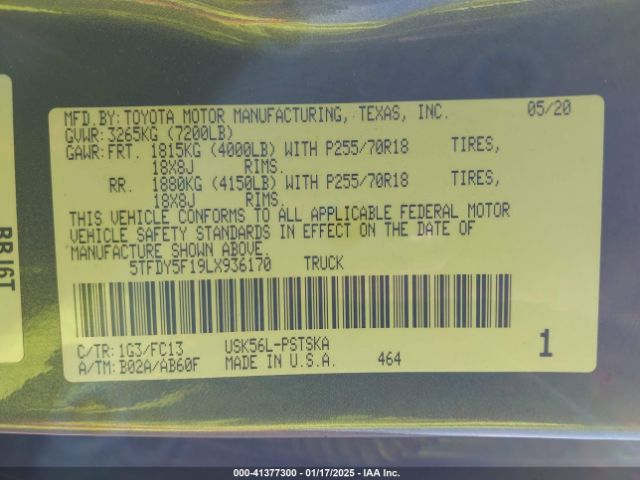 MFD.BY:TOYOTA MOTOR MANUFACTURING, TEXAS, INC. 05/20
GVWR:3265KG (7200LB)
GAWR:FRT. 1815KG (4000LB) WITH P255/70R18 TIRES,
18X8J RIMS.
RR. 1880KG (4150LB) WITH P255/70R18 TIRES,
18X8J RIMS.
THIS VEHICLE CONFORMS TO ALL APPLICABLE FEDERAL MOTOR
VEHICLE SAFETY STANDARDS IN EFFECT ON THE DATE OF
MANUFACTURE SHOWN ABOVE.
5TFDY5F19LX936170 TRUCK
C/TR:1G3/FC13 USK56L-PSTSKA
A/TM:B02A/AB60F MADE IN U.S.A. 464 1
000-41377300 - 01/17/2025 - IAA Inc.